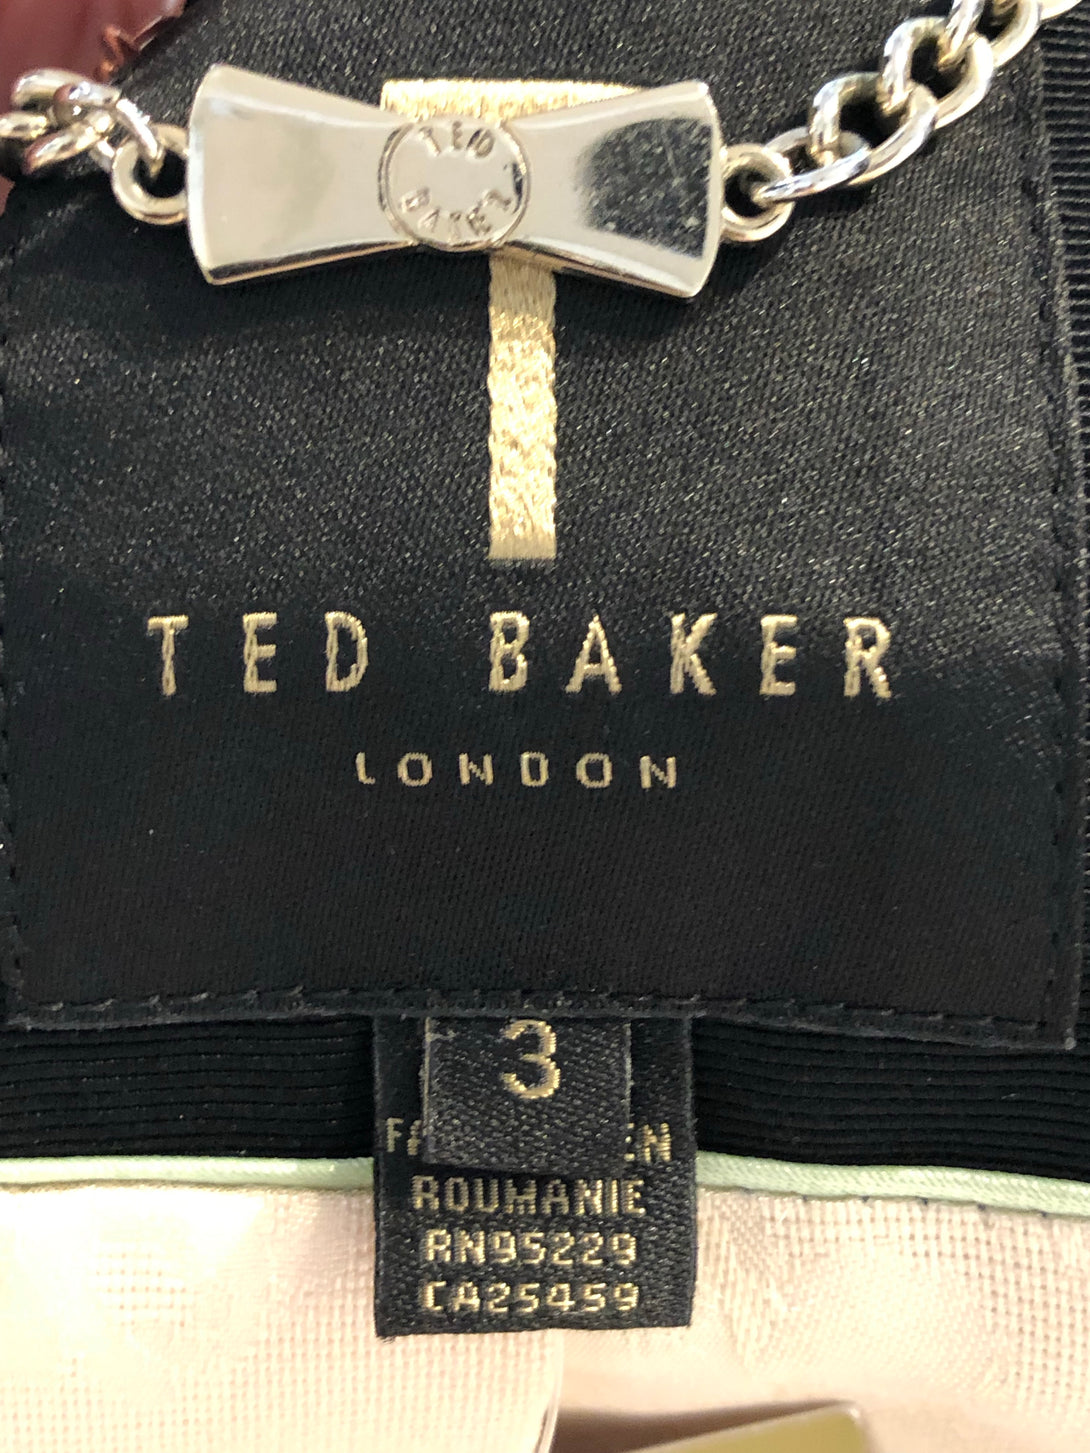 TED
BAKER
TED BAKER
LONDON
3
ROUMANIE
RN95229
CA25459